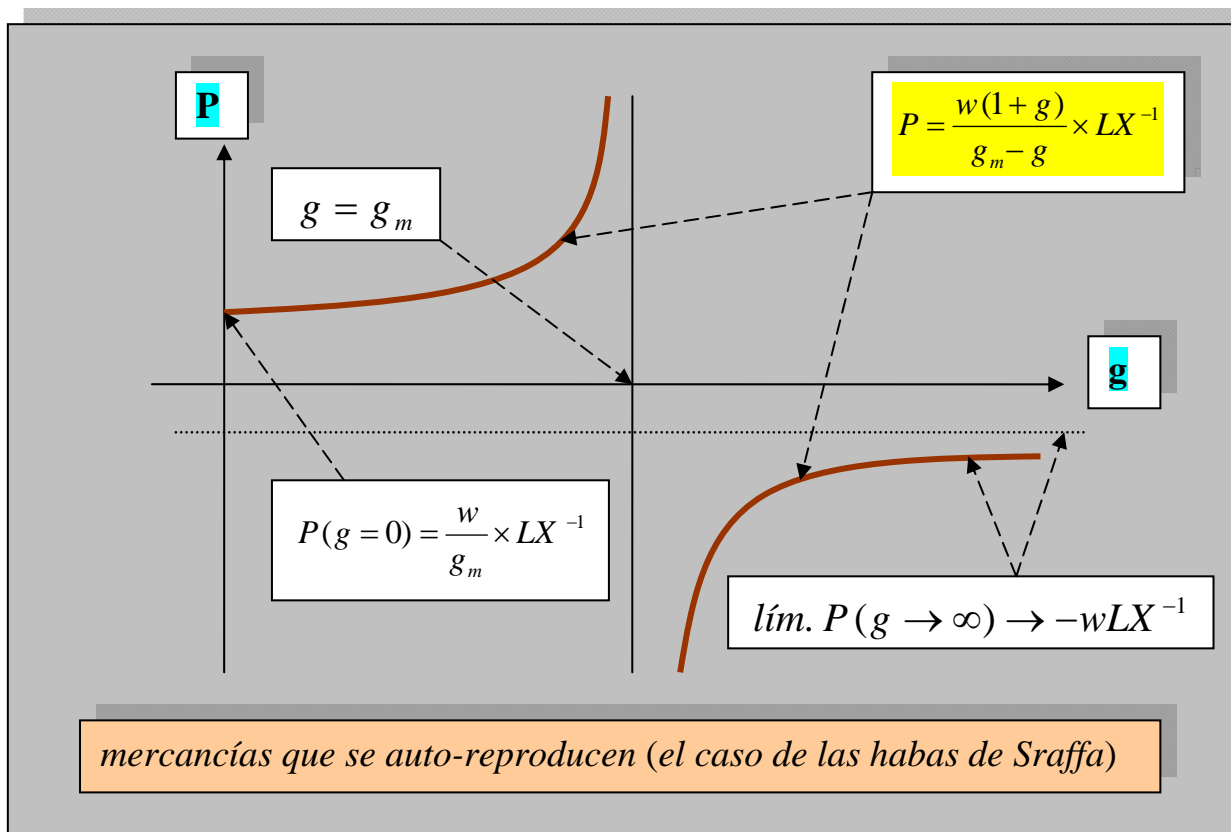 P
P = w(1 + g) / (g_m − g) × LX⁻¹
g = g_m
g
P(g = 0) = w / g_m × LX⁻¹
lím. P(g → ∞) → −wLX⁻¹
mercancías que se auto-reproducen (el caso de las habas de Sraffa)